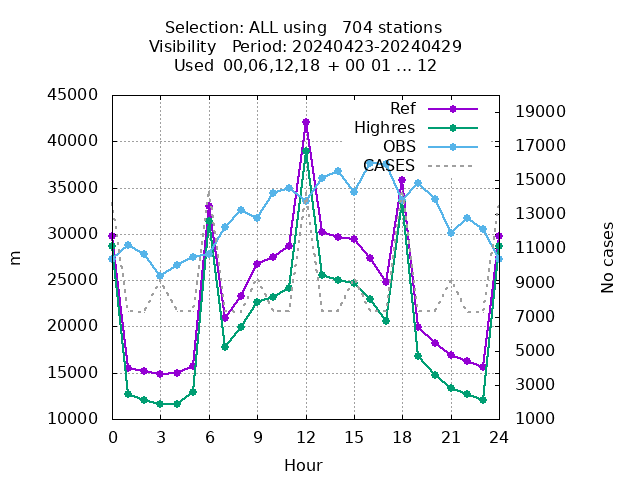 Selection: ALL using   704 stations
Visibility   Period: 20240423-20240429
Used  00,06,12,18 + 00 01 ... 12
45000
40000
35000
30000
25000
20000
15000
10000
m
19000
17000
15000
13000
11000
9000
7000
5000
3000
1000
No cases
Ref
Highres
OBS
CASES
0 3 6 9 12 15 18 21 24
Hour